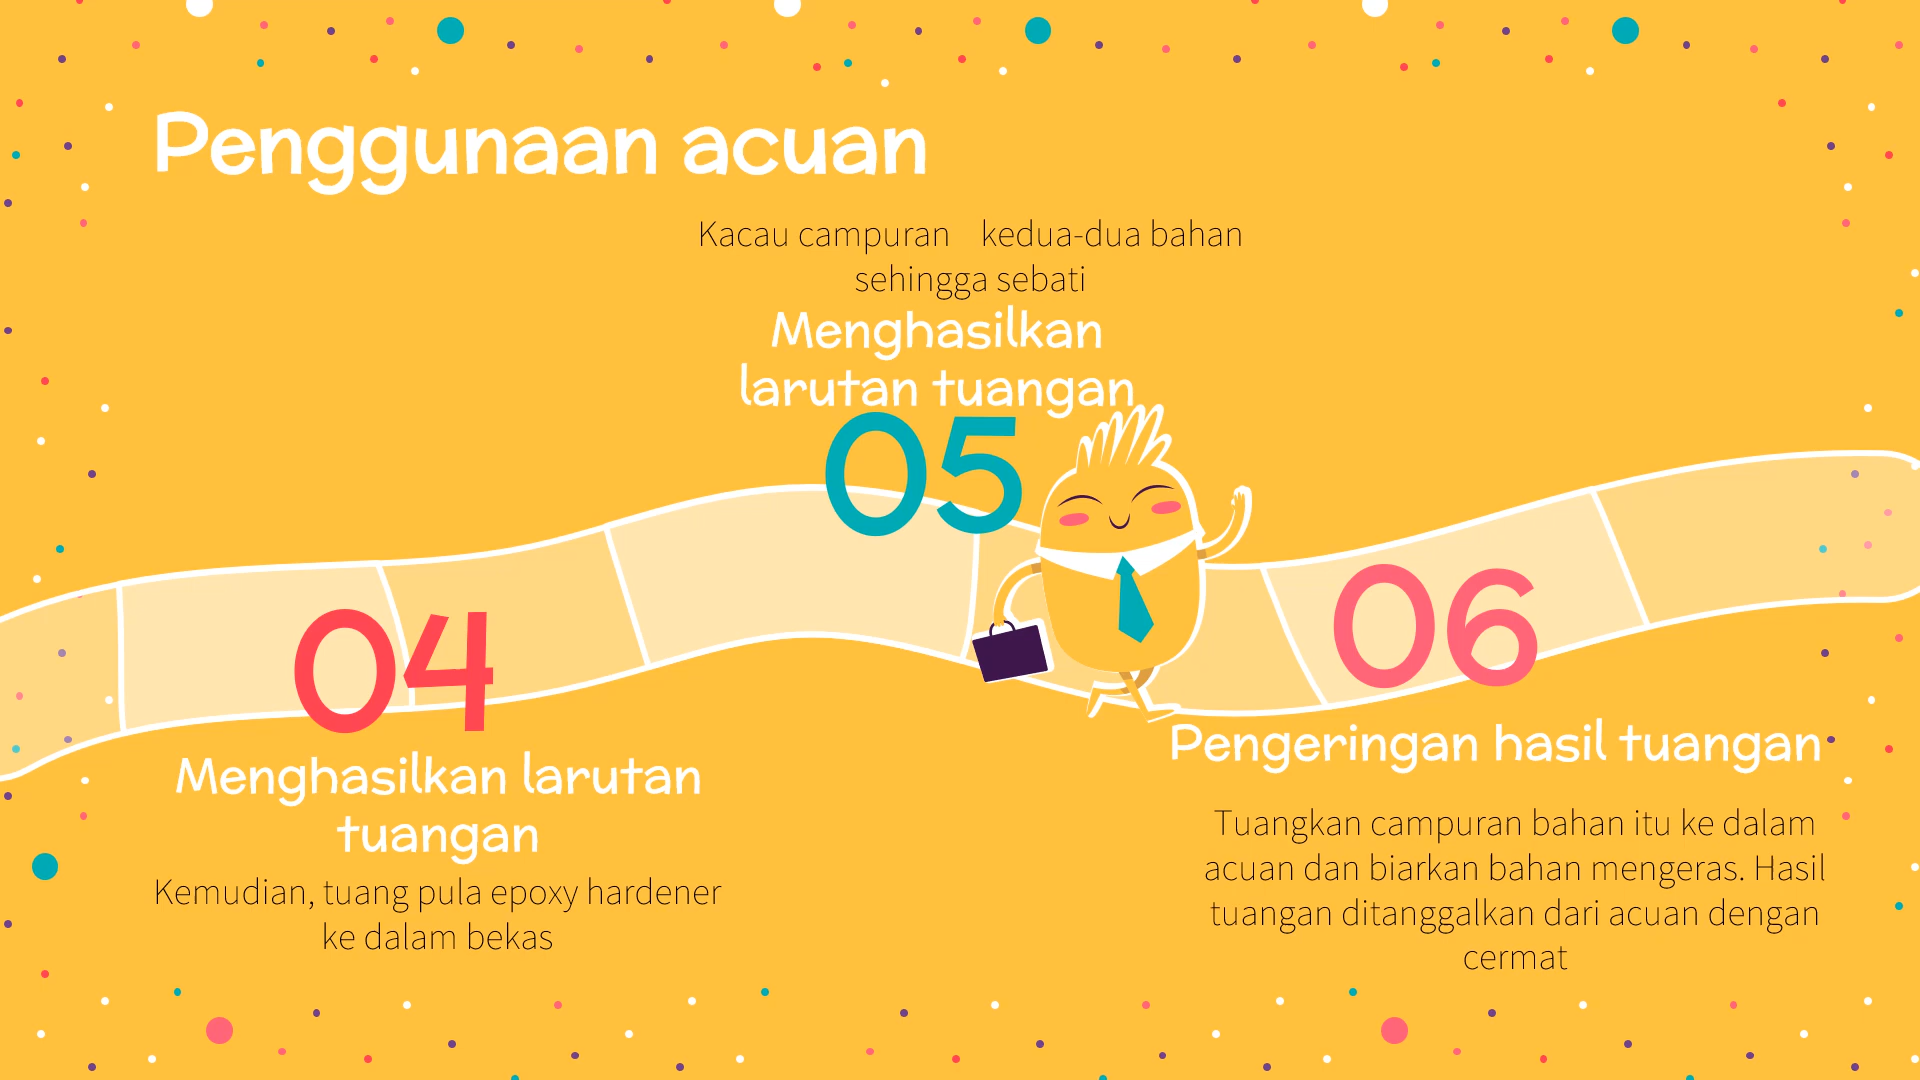 Penggunaan acuan
Kacau campuran kedua-dua bahan
sehingga sebati
Menghasilkan
larutan tuangan
05
04
Menghasilkan larutan
tuangan
Kemudian, tuang pula epoxy hardener
ke dalam bekas
06
Pengeringan hasil tuangan
Tuangkan campuran bahan itu ke dalam
acuan dan biarkan bahan mengeras. Hasil
tuangan ditanggalkan dari acuan dengan
cermat